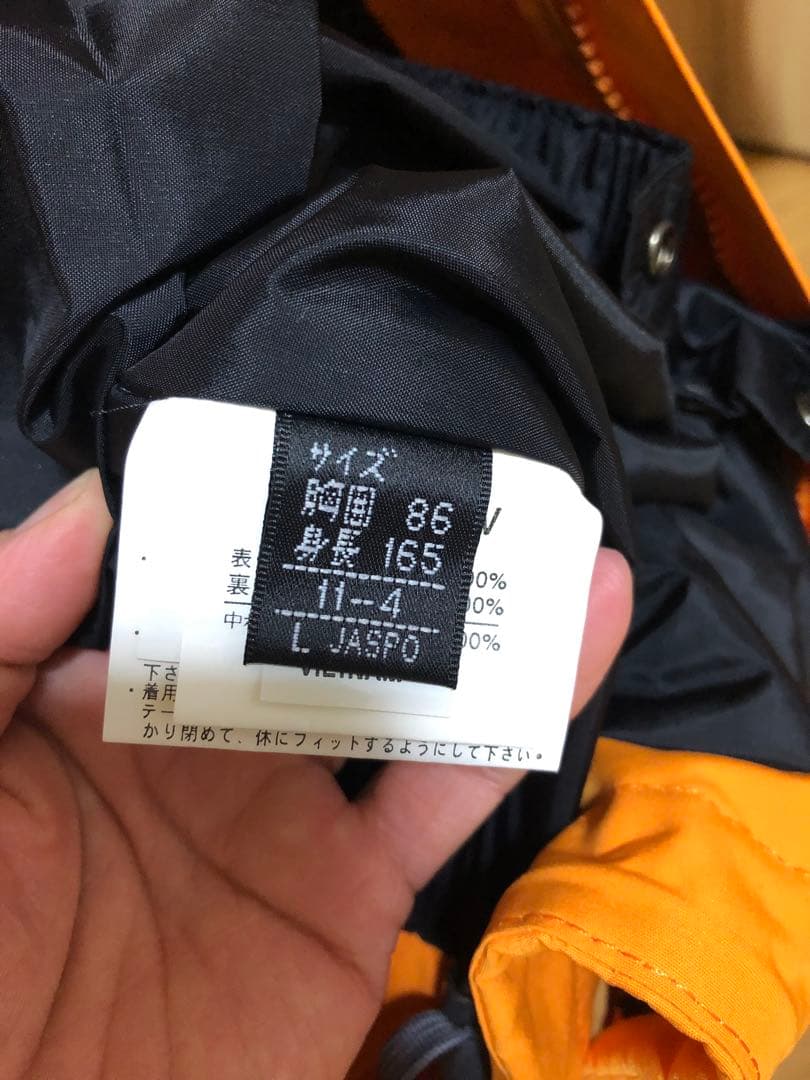 サイズ
胸囲 86
身長 165
11-4
L JASPO
表 00%
裏 00%
中わ 00%
下さ
・着用
テー
かり閉めて、体にフィットするようにして下さい。